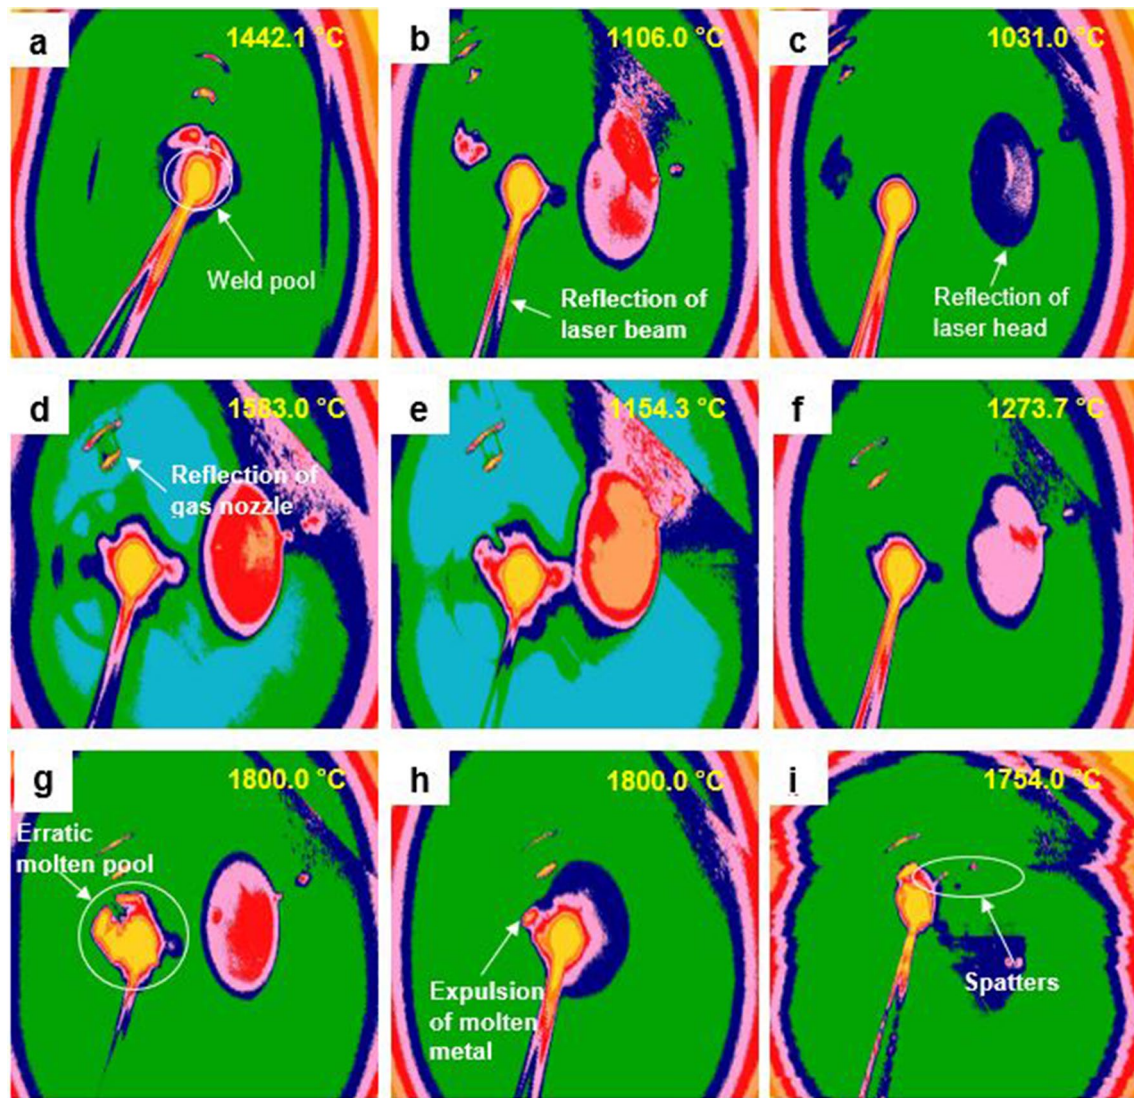 a
1442.1 °C
Weld pool
b
1106.0 °C
Reflection of
laser beam
c
1031.0 °C
Reflection of
laser head
d
1583.0 °C
Reflection of
gas nozzle
e
1154.3 °C
f
1273.7 °C
g
1800.0 °C
Erratic
molten pool
h
1800.0 °C
Expulsion
of molten
metal
i
1754.0 °C
Spatters